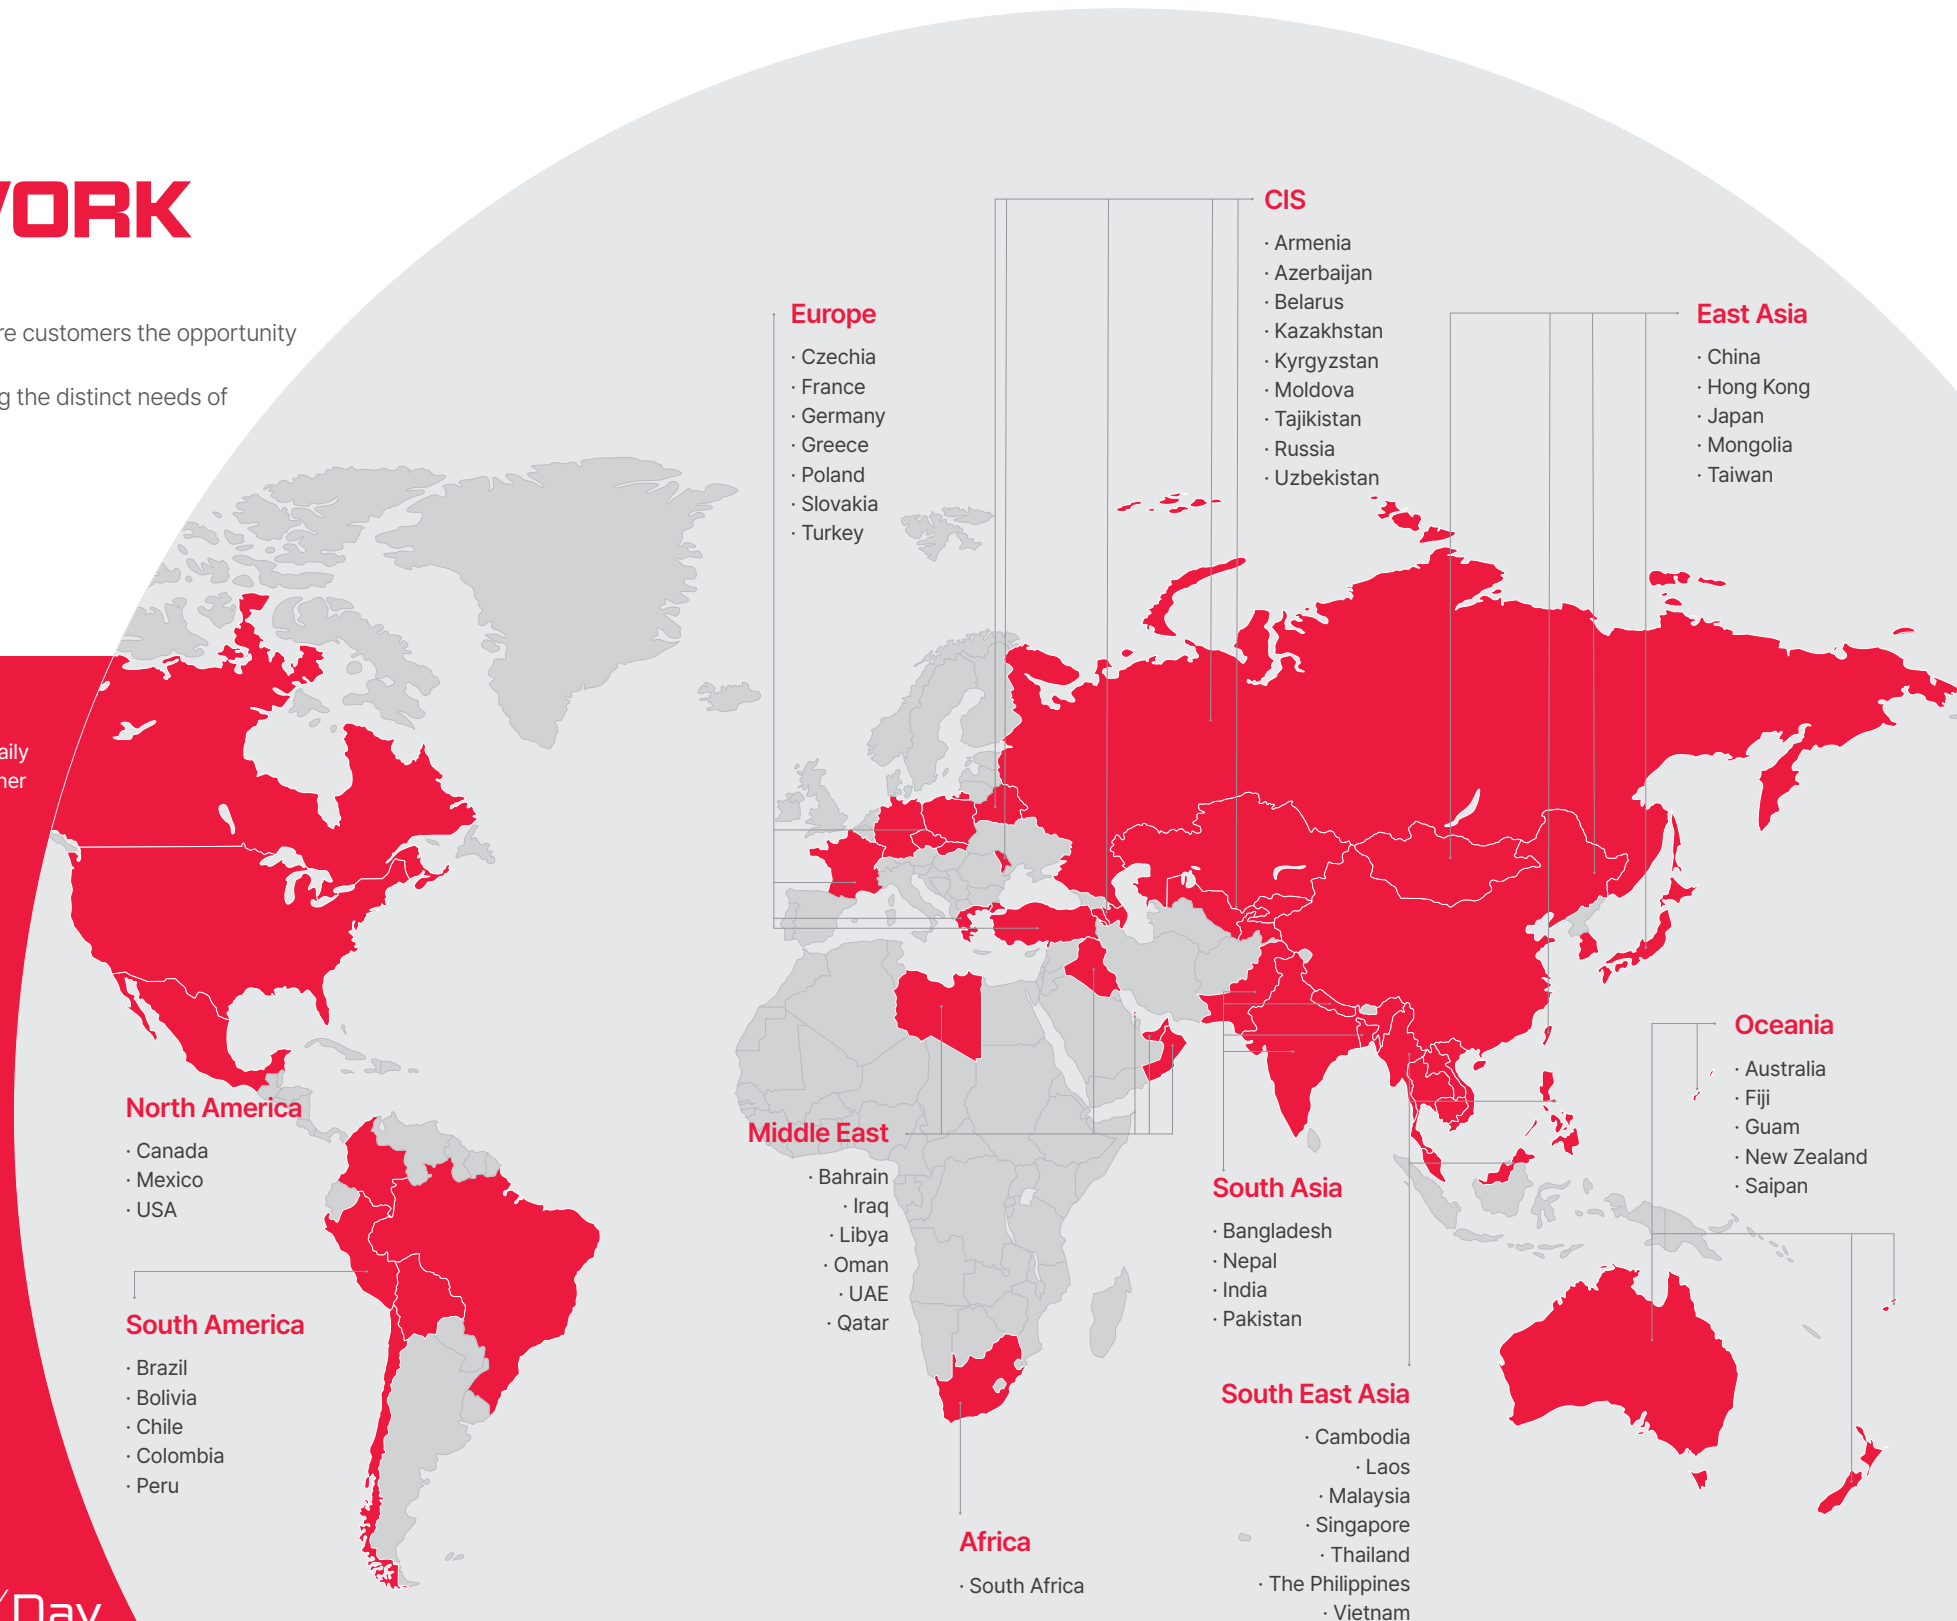 WORK
re customers the opportunity
g the distinct needs of
aily
ner
CIS
· Armenia
· Azerbaijan
· Belarus
· Kazakhstan
· Kyrgyzstan
· Moldova
· Tajikistan
· Russia
· Uzbekistan
Europe
· Czechia
· France
· Germany
· Greece
· Poland
· Slovakia
· Turkey
East Asia
· China
· Hong Kong
· Japan
· Mongolia
· Taiwan
Oceania
· Australia
· Fiji
· Guam
· New Zealand
· Saipan
North America
· Canada
· Mexico
· USA
Middle East
· Bahrain
· Iraq
· Libya
· Oman
· UAE
· Qatar
South Asia
· Bangladesh
· Nepal
· India
· Pakistan
South America
· Brazil
· Bolivia
· Chile
· Colombia
· Peru
South East Asia
· Cambodia
· Laos
· Malaysia
· Singapore
· Thailand
· The Philippines
· Vietnam
Africa
· South Africa
Day